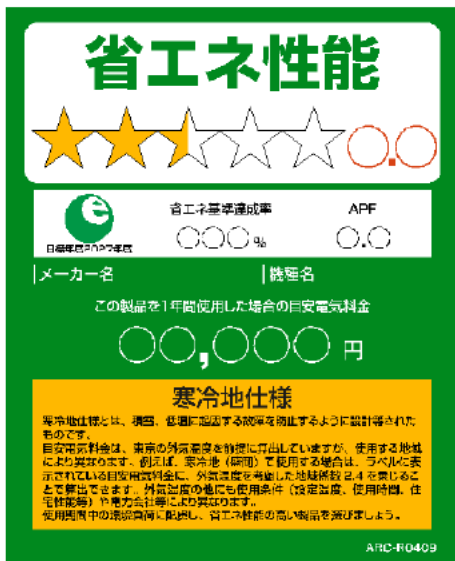 省エネ性能
○.○
省エネ基準達成率
APF
e
○○○%
○.○
目標年度2027年度
メーカー名
機種名
この製品を1年間使用した場合の目安電気料金
○○,○○○円
寒冷地仕様
寒冷地仕様とは、積雪、低温に起因する故障を防止するように設計等された
ものです。
目安電気料金は、東京の外気温度を前提に算出していますが、使用する地域
により異なります。例えば、寒冷地（盛岡）で使用する場合は、ラベルに表
示されている目安電気料金に、外気温度を考慮した地域係数2.4を乗じるこ
とで算出できます。外気温度の他にも使用条件（設定温度、使用時間、住
宅性能等）や電力会社等により異なります。
使用期間中の環境負荷に配慮し、省エネ性能の高い製品を選びましょう。
ARC-R0409